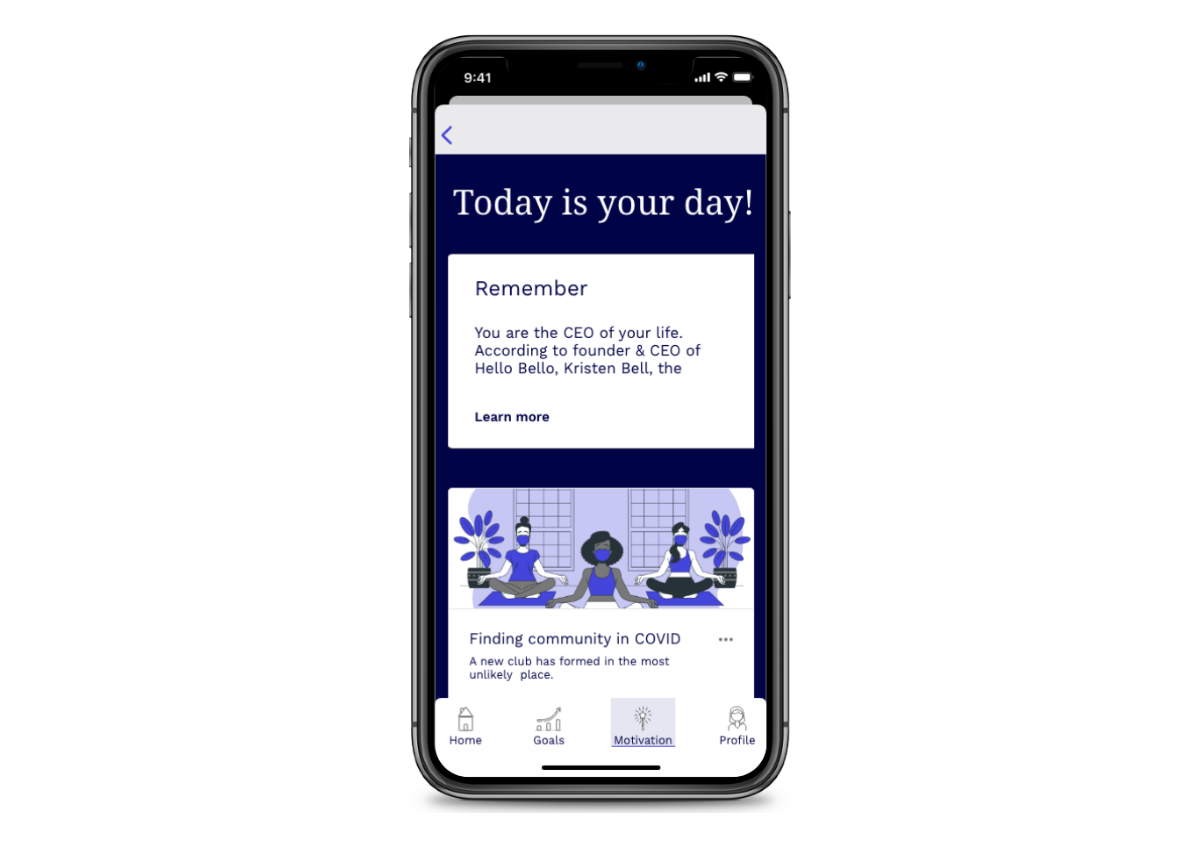 9:41
Today is your day!
Remember
You are the CEO of your life.
According to founder & CEO of
Hello Bello, Kristen Bell, the
Learn more
Finding community in COVID
A new club has formed in the most
unlikely  place.
Home Goals Motivation Profile